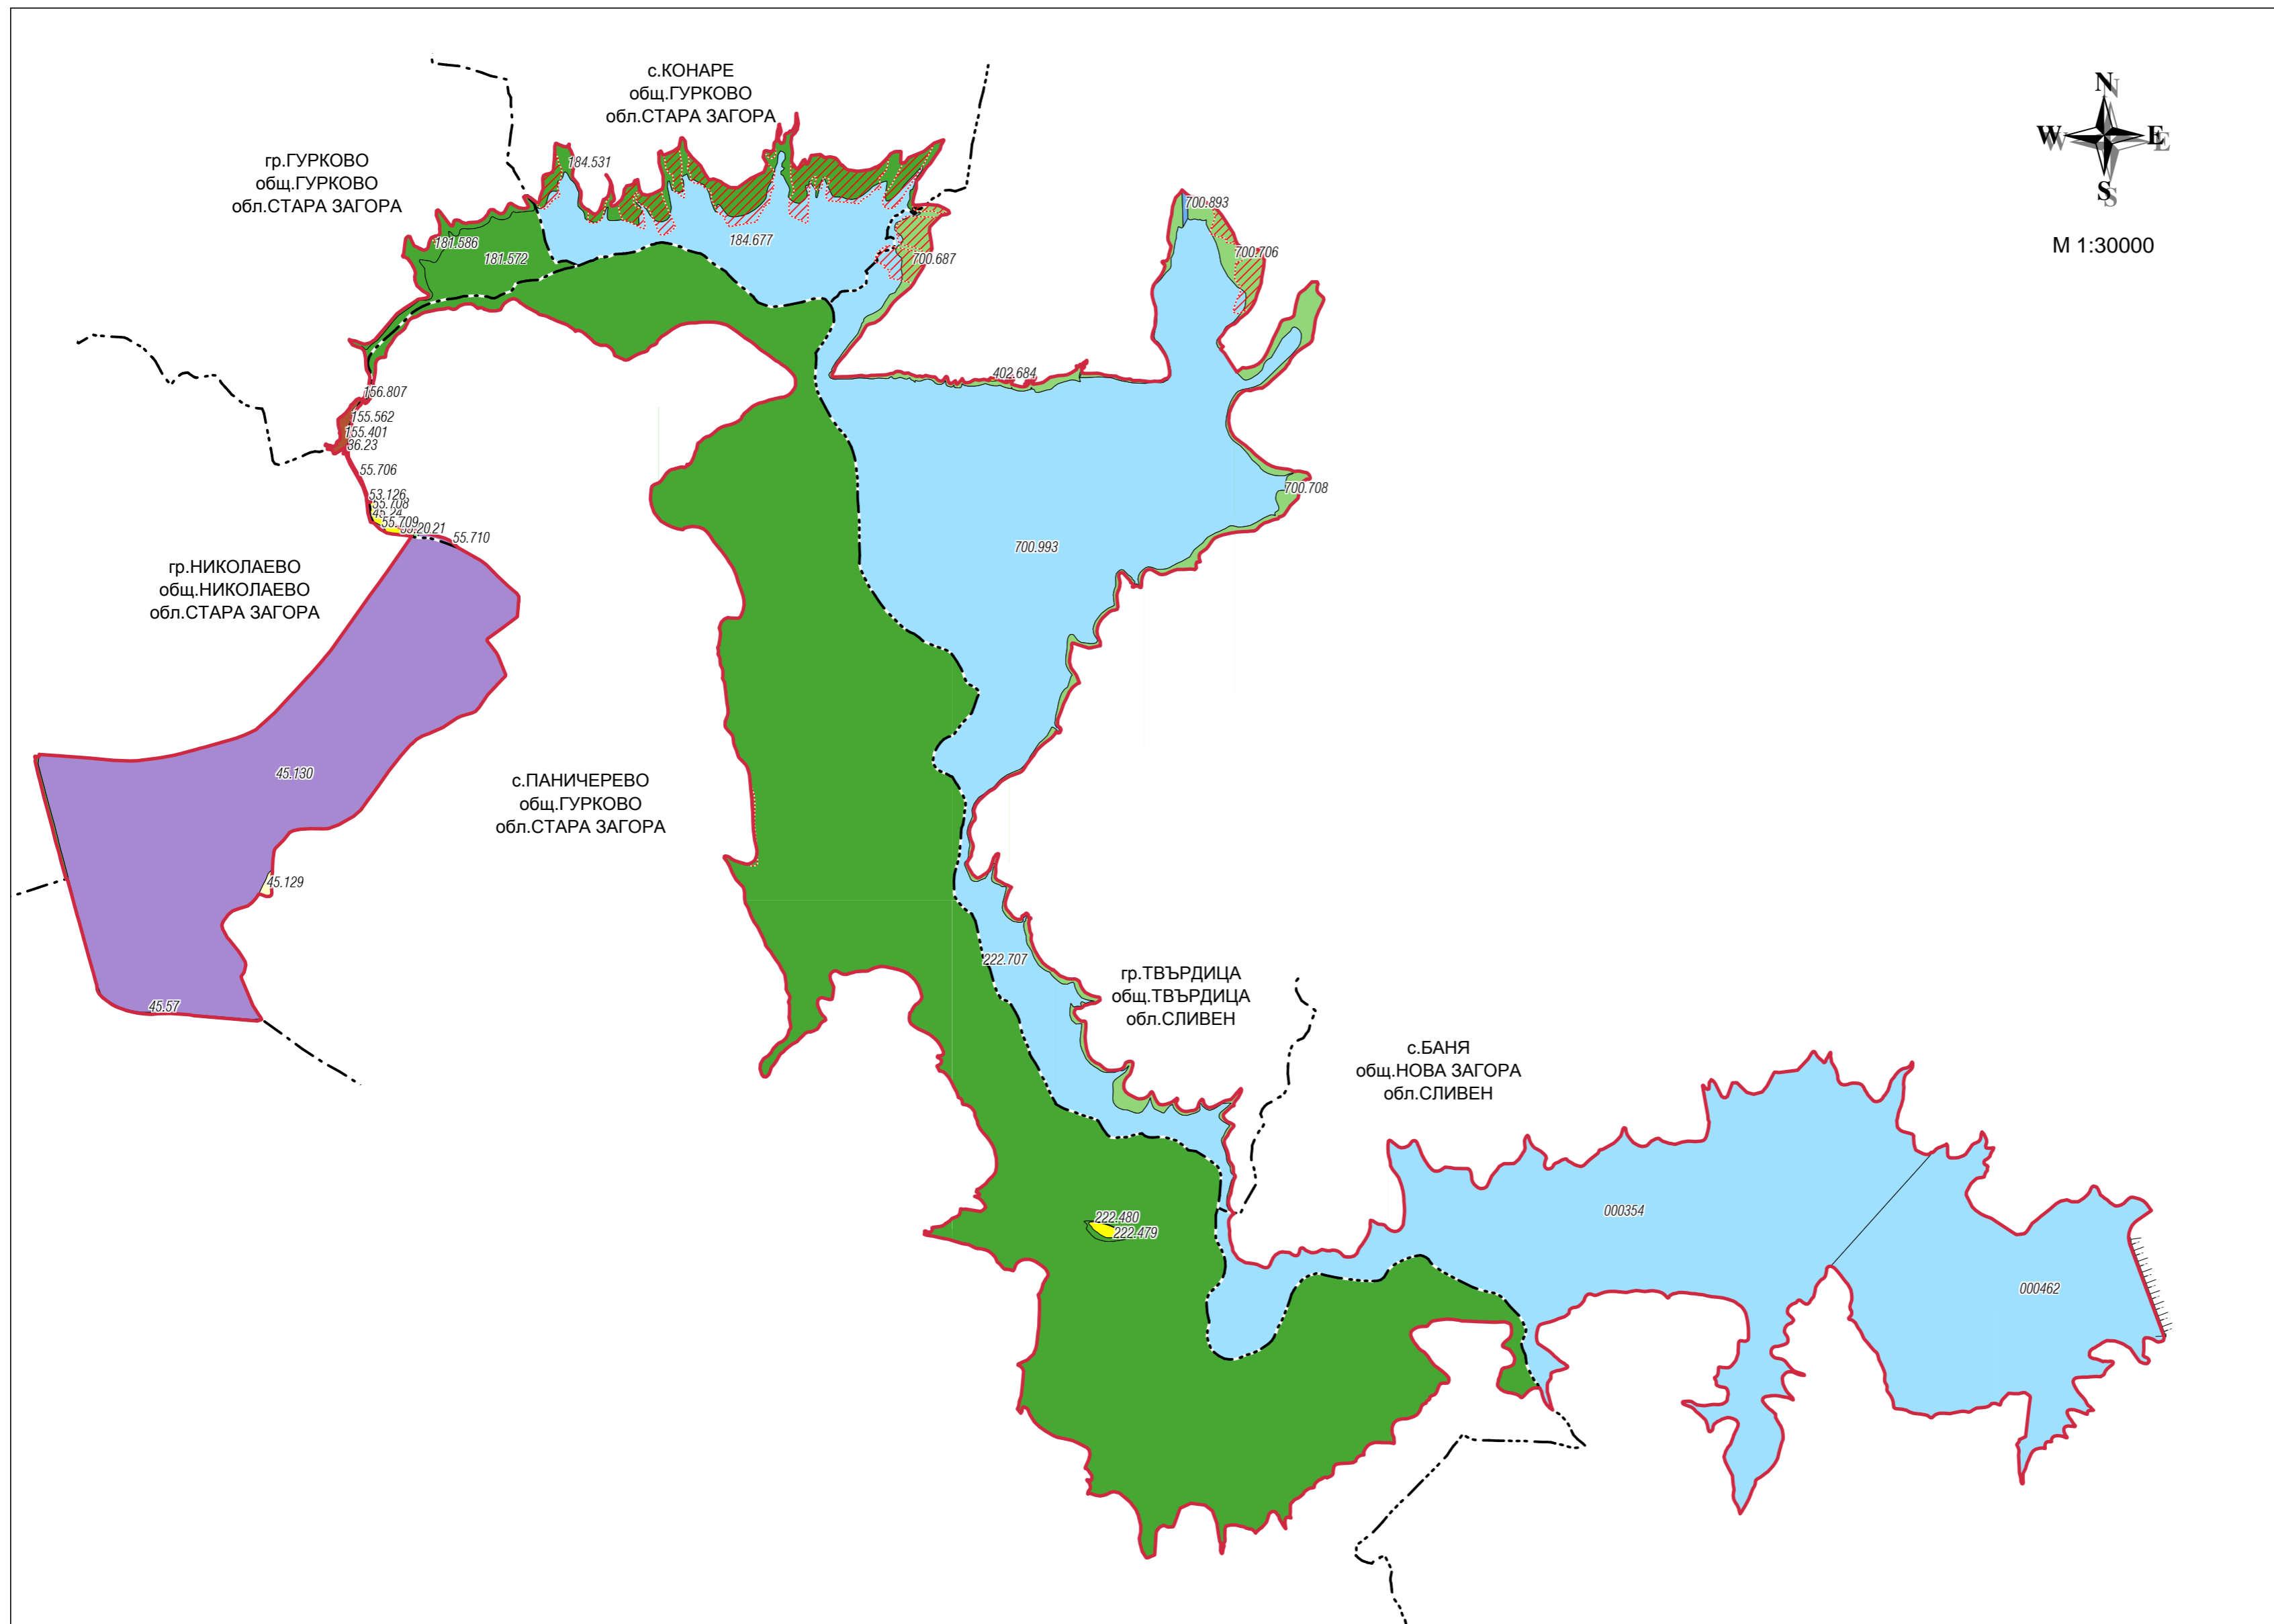 с.КОНАРЕ
общ.ГУРКОВО
обл.СТАРА ЗАГОРА
N
W E
S
М 1:30000
гр.ГУРКОВО
общ.ГУРКОВО
обл.СТАРА ЗАГОРА
184.531
700.893
181.586
181.572
184.677
700.687
700.706
402.684
156.807
155.562
155.401
36.23
55.706
53.126
55.708
45.24
55.709
20.21
55.710
700.708
700.993
гр.НИКОЛАЕВО
общ.НИКОЛАЕВО
обл.СТАРА ЗАГОРА
45.130
с.ПАНИЧЕРЕВО
общ.ГУРКОВО
обл.СТАРА ЗАГОРА
45.129
45.57
222.707
гр.ТВЪРДИЦА
общ.ТВЪРДИЦА
обл.СЛИВЕН
с.БАНЯ
общ.НОВА ЗАГОРА
обл.СЛИВЕН
222.480
222.479
000354
000462